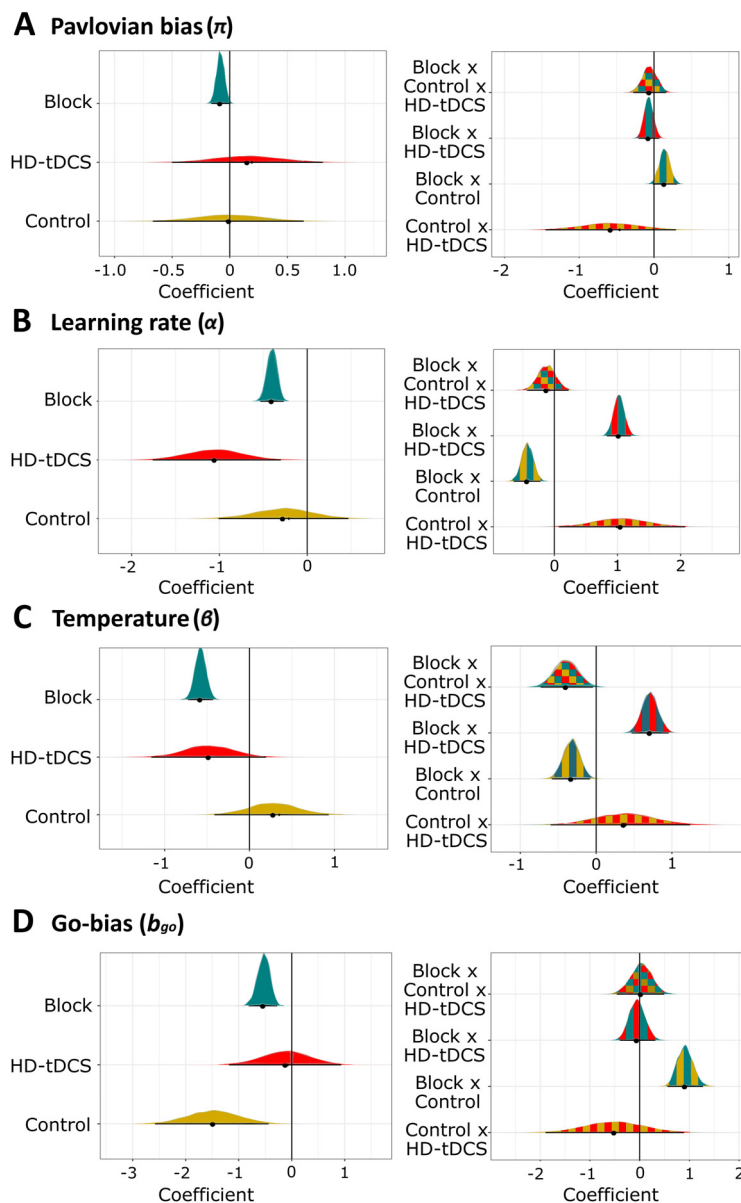 A Pavlovian bias (π)
Block
HD-tDCS
Control
-1.0 -0.5 0 0.5 1.0
Coefficient
Block x
Control x
HD-tDCS
Block x
HD-tDCS
Block x
Control
Control x
HD-tDCS
-2 -1 0 1
Coefficient
B Learning rate (α)
Block
HD-tDCS
Control
-2 -1 0
Coefficient
Block x
Control x
HD-tDCS
Block x
HD-tDCS
Block x
Control
Control x
HD-tDCS
0 1 2
Coefficient
C Temperature (β)
Block
HD-tDCS
Control
-1 0 1
Coefficient
Block x
Control x
HD-tDCS
Block x
HD-tDCS
Block x
Control
Control x
HD-tDCS
-1 0 1
Coefficient
D Go-bias (bgo)
Block
HD-tDCS
Control
-3 -2 -1 0 1
Coefficient
Block x
Control x
HD-tDCS
Block x
HD-tDCS
Block x
Control
Control x
HD-tDCS
-2 -1 0 1 2
Coefficient